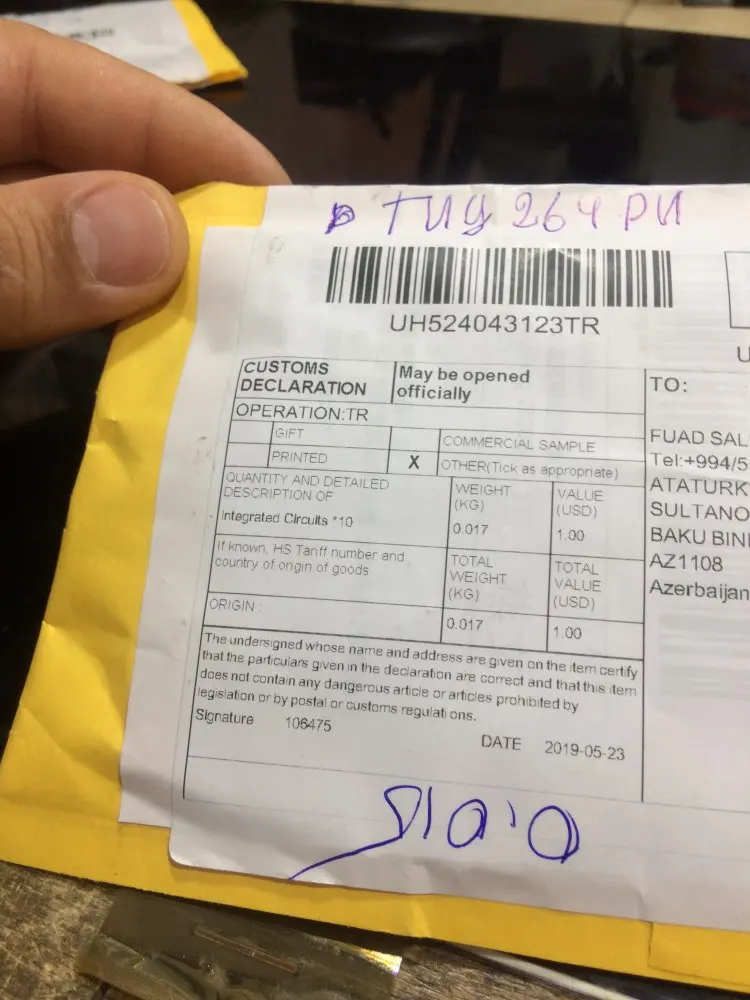 ГИЦ 264 РИ
UH524043123TR
CUSTOMS DECLARATION
May be opened officially
OPERATION:TR
GIFT
COMMERCIAL SAMPLE
PRINTED
X
OTHER(Tick as appropriate)
QUANTITY AND DETAILED
DESCRIPTION OF
WEIGHT
(KG)
VALUE
(USD)
Integrated Circuits *10
0.017
1.00
If known, HS Tariff number and
country of origin of goods
TOTAL
WEIGHT
(KG)
TOTAL
VALUE
(USD)
ORIGIN :
0.017
1.00
The undersigned whose name and address are given on the item certify
that the particulars given in the declaration are correct and that this item
does not contain any dangerous article or articles prohibited by
legislation or by postal or customs regulations.
Signature 106475
DATE 2019-05-23
TO:
FUAD SAL
Tel:+994/5
ATATURK
SULTANO
BAKU BIN
AZ1108
Azerbaijan
U